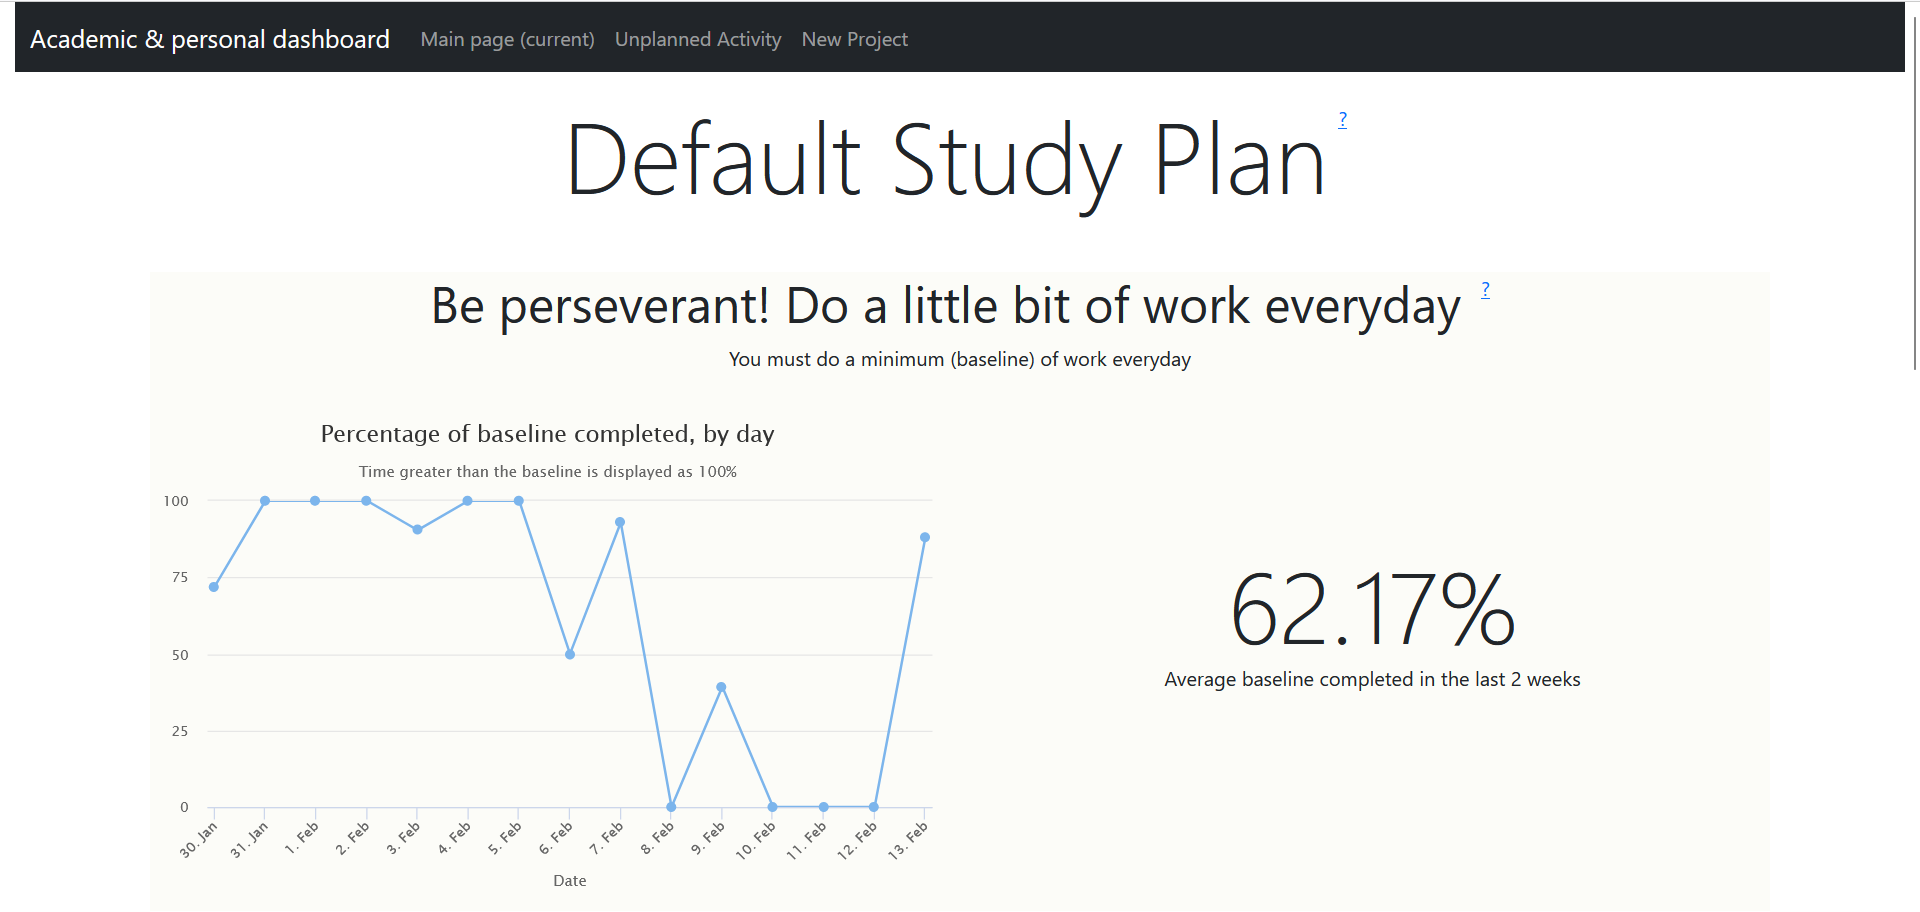 Academic & personal dashboard Main page (current) Unplanned Activity New Project
Default Study Plan ?
Be perseverant! Do a little bit of work everyday ?
You must do a minimum (baseline) of work everyday
Percentage of baseline completed, by day
Time greater than the baseline is displayed as 100%
100
75
50
25
0
30. Jan 31. Jan 1. Feb 2. Feb 3. Feb 4. Feb 5. Feb 6. Feb 7. Feb 8. Feb 9. Feb 10. Feb 11. Feb 12. Feb 13. Feb
Date
62.17%
Average baseline completed in the last 2 weeks